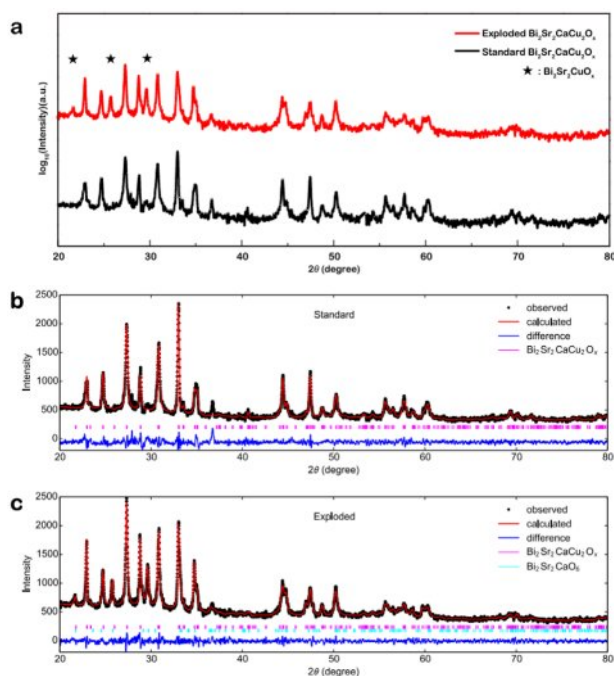 a
Exploded Bi₂Sr₂CaCu₂Oₓ
Standard Bi₂Sr₂CaCu₂Oₓ
★ : Bi₂Sr₂CuOₓ
log₁₀(Intensity)(a.u.)
20 30 40 50 60 70 80
2θ (degree)
b
Standard
observed
calculated
difference
Bi₂Sr₂CaCu₂Oₓ
Intensity
2500
2000
1500
1000
500
0
20 30 40 50 60 70 80
2θ (degree)
c
Exploded
observed
calculated
difference
Bi₂Sr₂CaCu₂Oₓ
Bi₂Sr₂CaO₆
Intensity
2500
2000
1500
1000
500
0
20 30 40 50 60 70 80
2θ (degree)